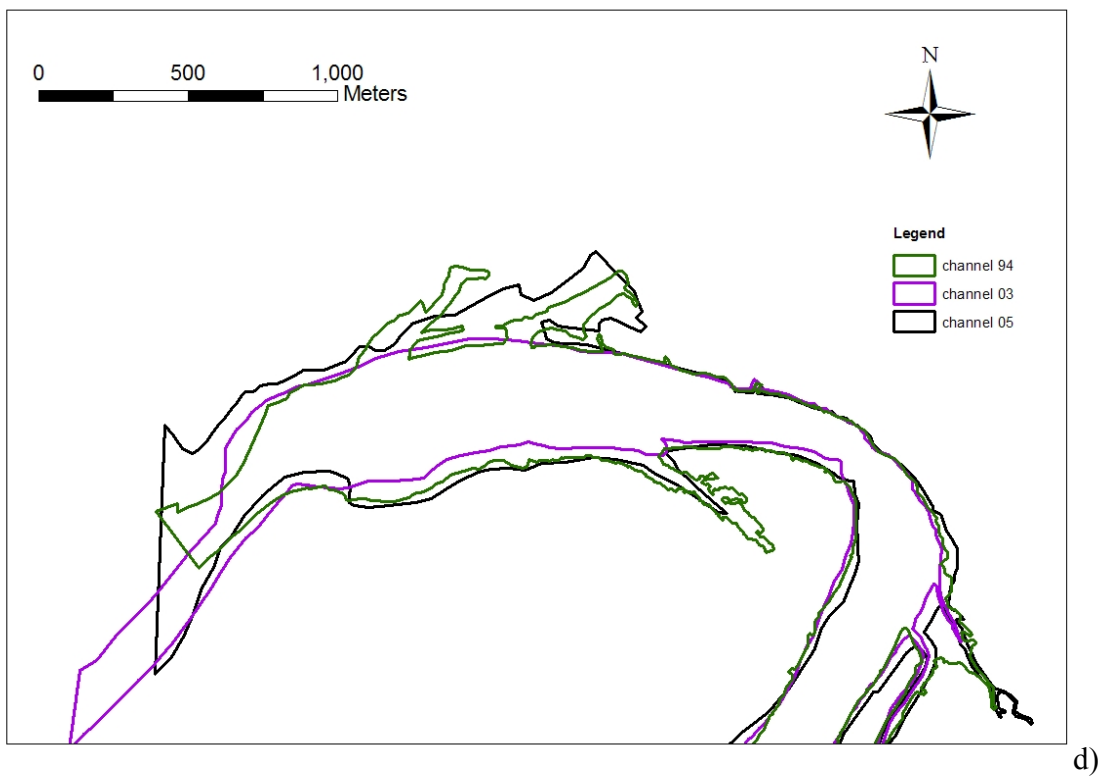 0 500 1,000
Meters
N
Legend
channel 94
channel 03
channel 05
d)